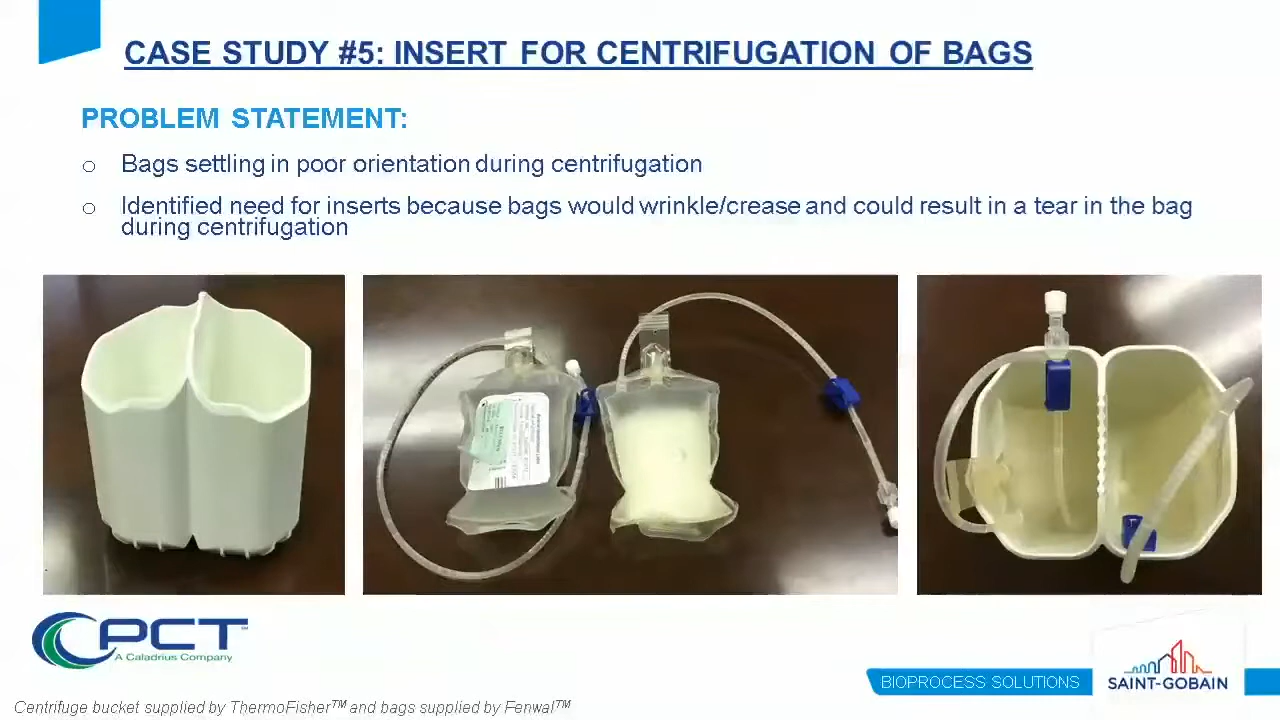 CASE STUDY #5: INSERT FOR CENTRIFUGATION OF BAGS
PROBLEM STATEMENT:
o Bags settling in poor orientation during centrifugation
o Identified need for inserts because bags would wrinkle/crease and could result in a tear in the bag
during centrifugation
PCT™
A Caladrius Company
BIOPROCESS SOLUTIONS
SAINT-GOBAIN
Centrifuge bucket supplied by ThermoFisher™ and bags supplied by Fenwal™